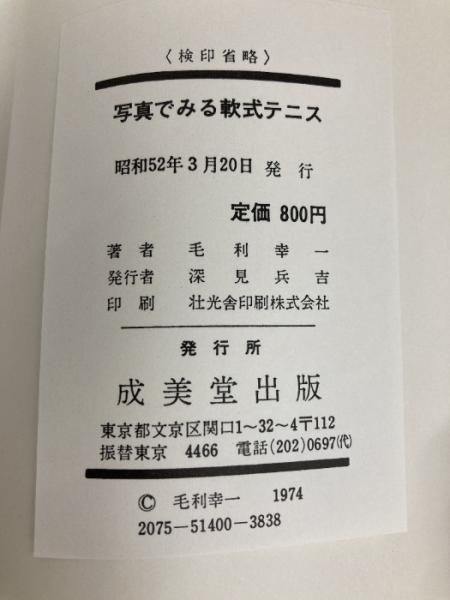 〈検印省略〉
写真でみる軟式テニス
昭和52年3月20日 発行
定価 800円
著者 毛利幸一
発行者 深見兵吉
印刷 壮光舎印刷株式会社
発行所
成美堂出版
東京都文京区関口1〜32〜4〒112
振替東京 4466 電話(202)0697(代)
© 毛利幸一 1974
2075―51400―3838